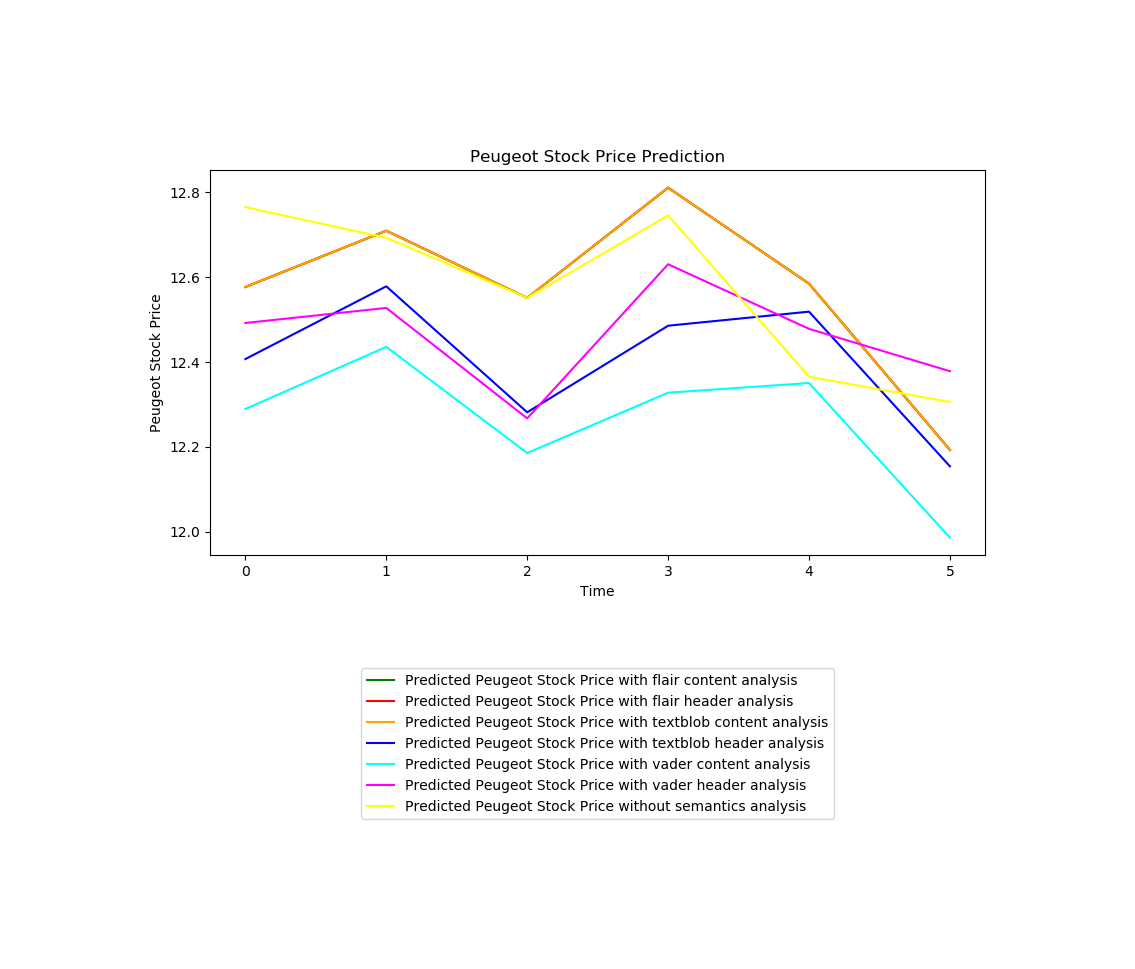 Peugeot Stock Price Prediction
12.8
12.6
12.4
12.2
12.0
Peugeot Stock Price
0 1 2 3 4 5
Time
Predicted Peugeot Stock Price with flair content analysis
Predicted Peugeot Stock Price with flair header analysis
Predicted Peugeot Stock Price with textblob content analysis
Predicted Peugeot Stock Price with textblob header analysis
Predicted Peugeot Stock Price with vader content analysis
Predicted Peugeot Stock Price with vader header analysis
Predicted Peugeot Stock Price without semantics analysis